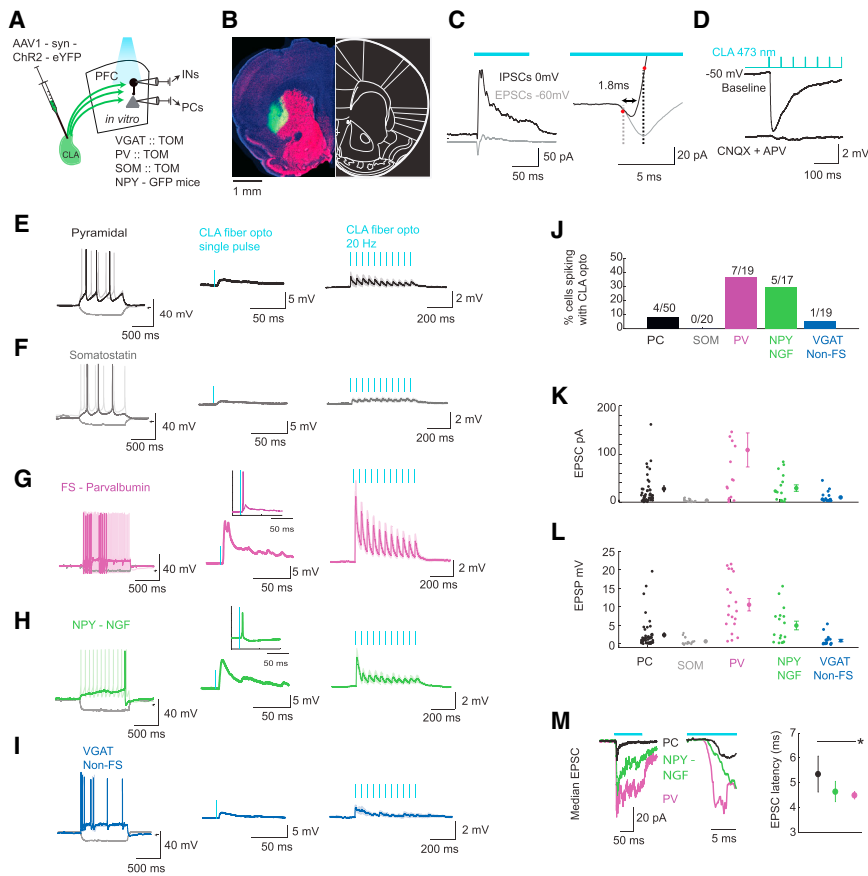 A
AAV1 - syn -
ChR2 - eYFP
PFC
INs
PCs
in vitro
CLA
VGAT :: TOM
PV :: TOM
SOM :: TOM
NPY - GFP mice
B
1 mm
C
IPSCs 0mV
EPSCs -60mV
50 pA
50 ms
1.8ms
20 pA
5 ms
D
CLA 473 nm
-50 mV
Baseline
CNQX + APV
2 mV
100 ms
E
Pyramidal
CLA fiber opto
single pulse
CLA fiber opto
20 Hz
40 mV
500 ms
5 mV
50 ms
2 mV
200 ms
F
Somatostatin
40 mV
500 ms
5 mV
50 ms
2 mV
200 ms
G
FS - Parvalbumin
50 ms
40 mV
500 ms
5 mV
50 ms
2 mV
200 ms
H
NPY - NGF
50 ms
40 mV
500 ms
5 mV
50 ms
2 mV
200 ms
I
VGAT
Non-FS
40 mV
500 ms
5 mV
50 ms
2 mV
200 ms
J
% cells spiking
with CLA opto
50
40
30
20
10
0
4/50
0/20
7/19
5/17
1/19
PC
SOM
PV
NPY
NGF
VGAT
Non-FS
K
EPSC pA
200
100
0
L
EPSP mV
25
20
15
10
5
0
PC
SOM
PV
NPY
NGF
VGAT
Non-FS
M
Median EPSC
PC
NPY -
NGF
PV
20 pA
50 ms
5 ms
EPSC latency (ms)
7
6
5
4
3
*